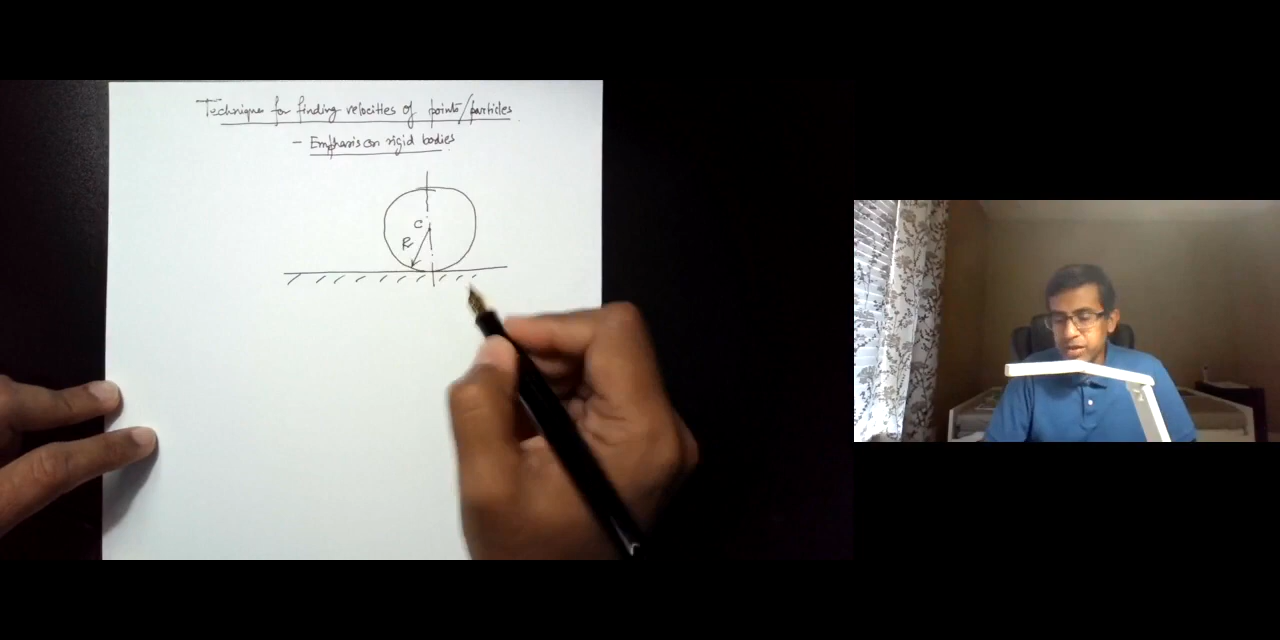 Technique for finding velocities of points/particles
- Emphasis on rigid bodies
C
R